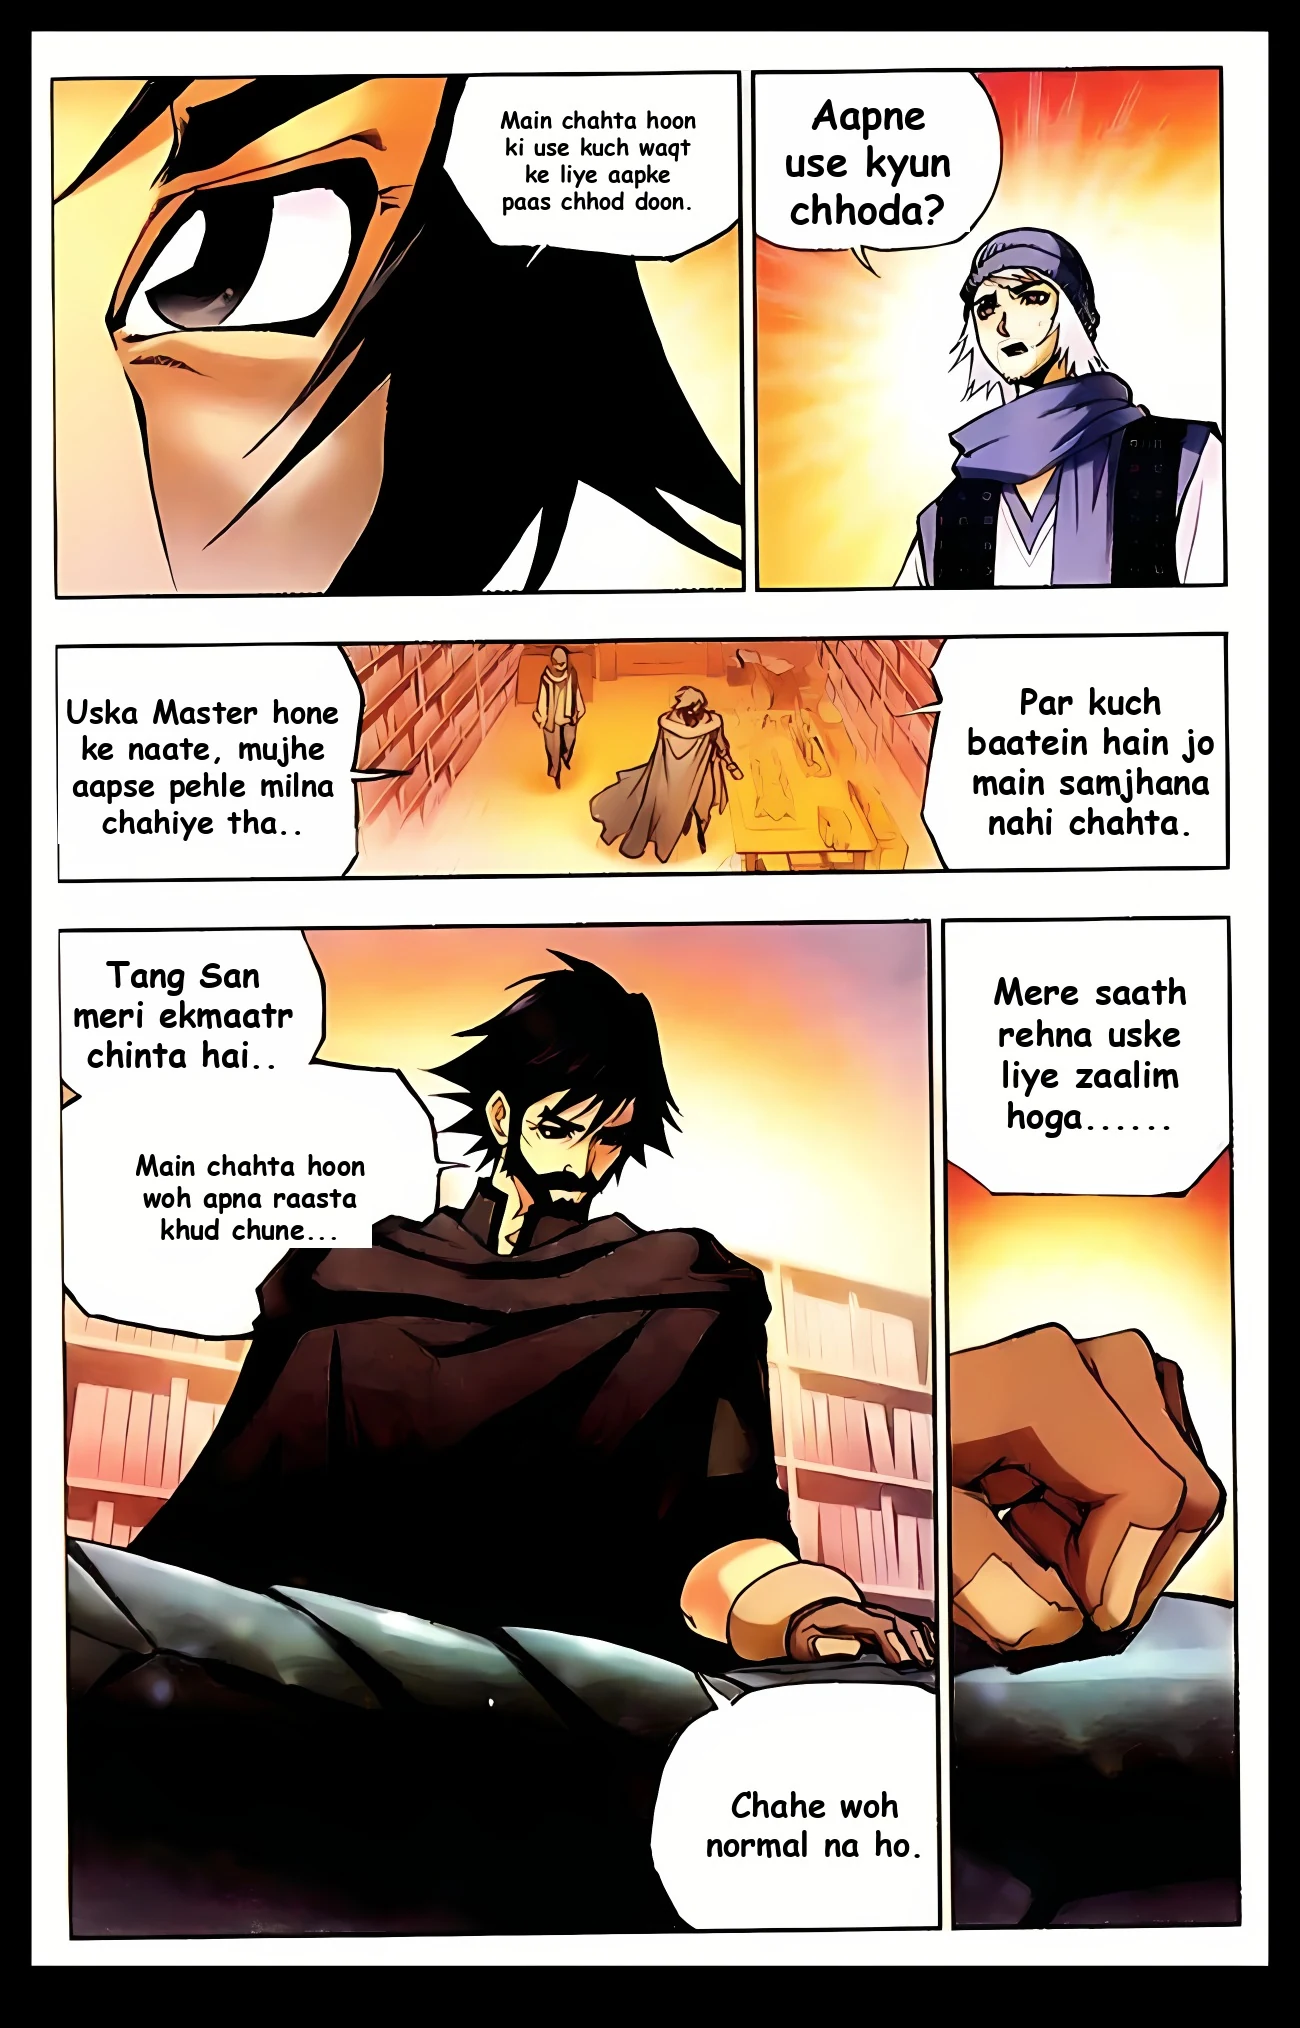 Main chahta hoon
ki use kuch waqt
ke liye aapke
paas chhod doon.
Aapne
use kyun
chhoda?
Uska Master hone
ke naate, mujhe
aapse pehle milna
chahiye tha..
Par kuch
baatein hain jo
main samjhana
nahi chahta.
Tang San
meri ekmaatr
chinta hai..
Main chahta hoon
woh apna raasta
khud chune...
Chahe woh
normal na ho.
Mere saath
rehna uske
liye zaalim
hoga......